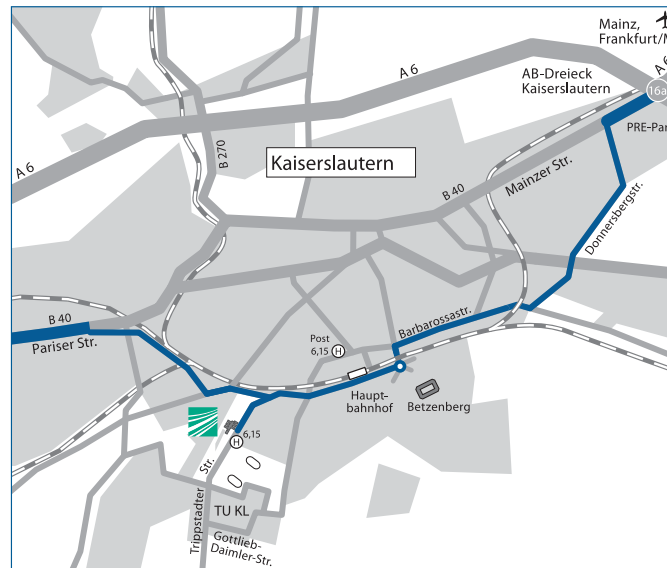 Mainz,
Frankfurt/M
A 6
AB-Dreieck
Kaiserslautern
16a
A 6
PRE-Par
B 270
Kaiserslautern
A 6
Mainzer Str.
B 40
Donnersbergstr.
B 40
Pariser Str.
Barbarossastr.
Post
6,15
H
Haupt-
bahnhof
Betzenberg
6,15
H
Trippstadter
Str.
TU KL
Gottlieb-
Daimler-Str.